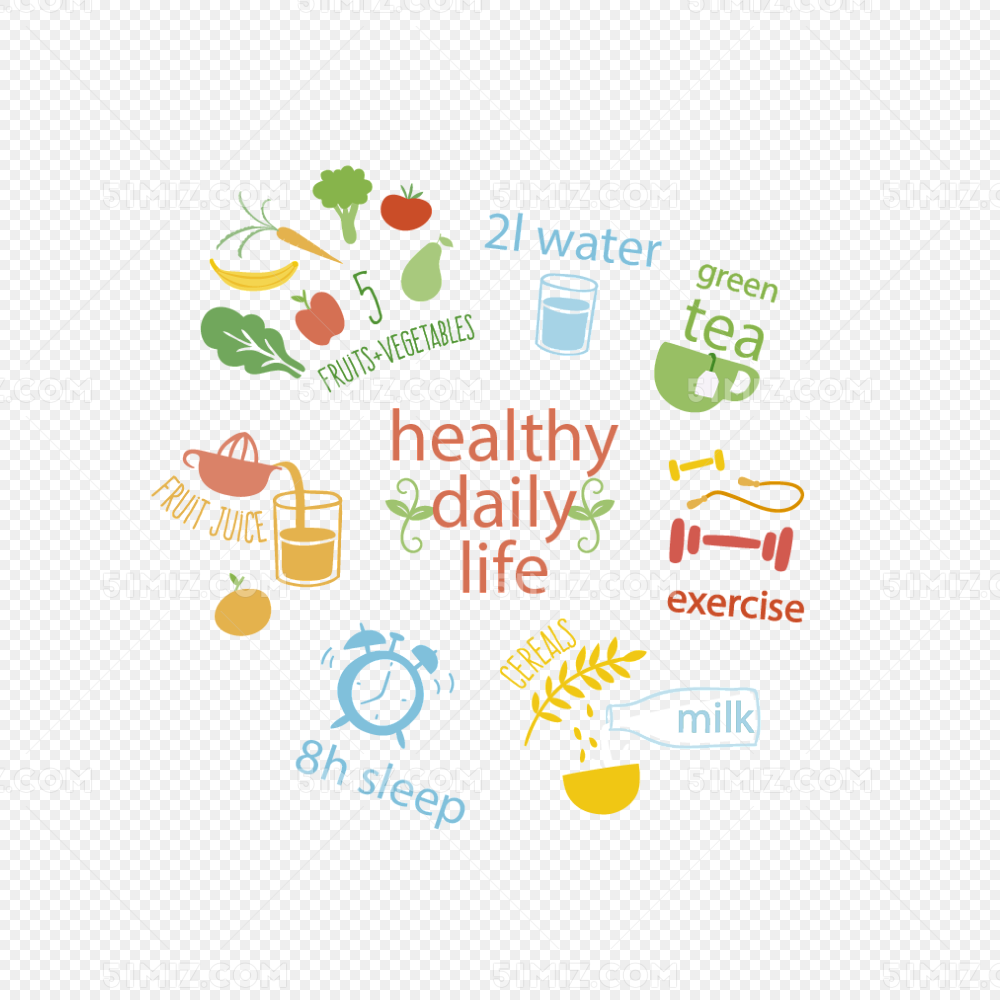 5
FRUITS+VEGETABLES
2l water
green
tea
healthy
daily
life
FRUIT JUICE
exercise
CEREALS
milk
8h sleep
51MIZ.COM